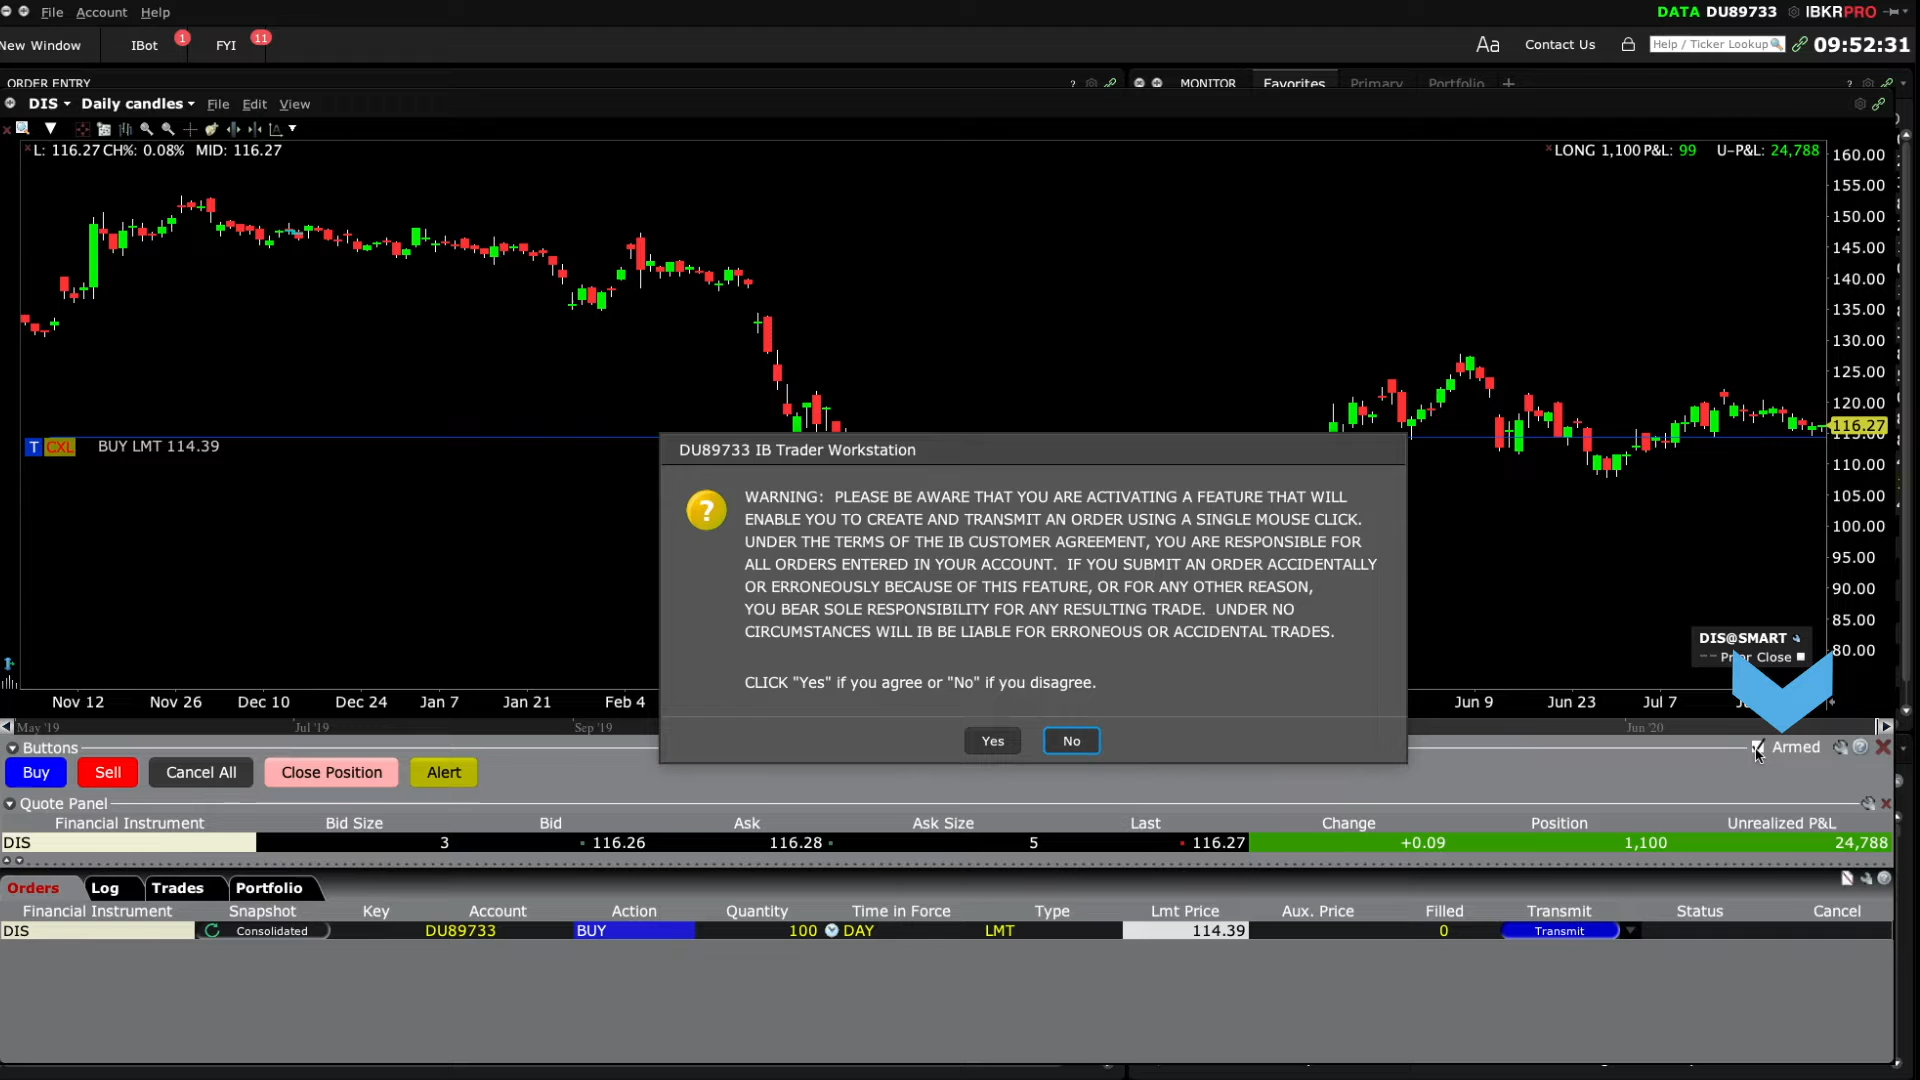 File Account Help
DATA DU89733 IBKRPRO
New Window IBot 1 FYI 11
Aa Contact Us Help / Ticker Lookup 09:52:31
ORDER ENTRY ?
MONITOR Favorites Primary Portfolio + ?
DIS Daily candles File Edit View
L: 116.27 CH%: 0.08% MID: 116.27
LONG 1,100 P&L: 99 U-P&L: 24,788
160.00
155.00
150.00
145.00
140.00
135.00
130.00
125.00
120.00
116.27
110.00
105.00
100.00
95.00
90.00
85.00
80.00
T CXL BUY LMT 114.39
DU89733 IB Trader Workstation
?
WARNING: PLEASE BE AWARE THAT YOU ARE ACTIVATING A FEATURE THAT WILL
ENABLE YOU TO CREATE AND TRANSMIT AN ORDER USING A SINGLE MOUSE CLICK.
UNDER THE TERMS OF THE IB CUSTOMER AGREEMENT, YOU ARE RESPONSIBLE FOR
ALL ORDERS ENTERED IN YOUR ACCOUNT. IF YOU SUBMIT AN ORDER ACCIDENTALLY
OR ERRONEOUSLY BECAUSE OF THIS FEATURE, OR FOR ANY OTHER REASON,
YOU BEAR SOLE RESPONSIBILITY FOR ANY RESULTING TRADE. UNDER NO
CIRCUMSTANCES WILL IB BE LIABLE FOR ERRONEOUS OR ACCIDENTAL TRADES.
CLICK "Yes" if you agree or "No" if you disagree.
Yes No
DIS@SMART
Prior Close
Nov 12 Nov 26 Dec 10 Dec 24 Jan 7 Jan 21 Feb 4 Jun 9 Jun 23 Jul 7
May '19 Jul '19 Sep '19 Jun '20
Buttons Armed
Buy Sell Cancel All Close Position Alert
Quote Panel
Financial Instrument Bid Size Bid Ask Ask Size Last Change Position Unrealized P&L
DIS 3 116.26 116.28 5 116.27 +0.09 1,100 24,788
Orders Log Trades Portfolio
Financial Instrument Snapshot Key Account Action Quantity Time in Force Type Lmt Price Aux. Price Filled Transmit Status Cancel
DIS Consolidated DU89733 BUY 100 DAY LMT 114.39 0 Transmit